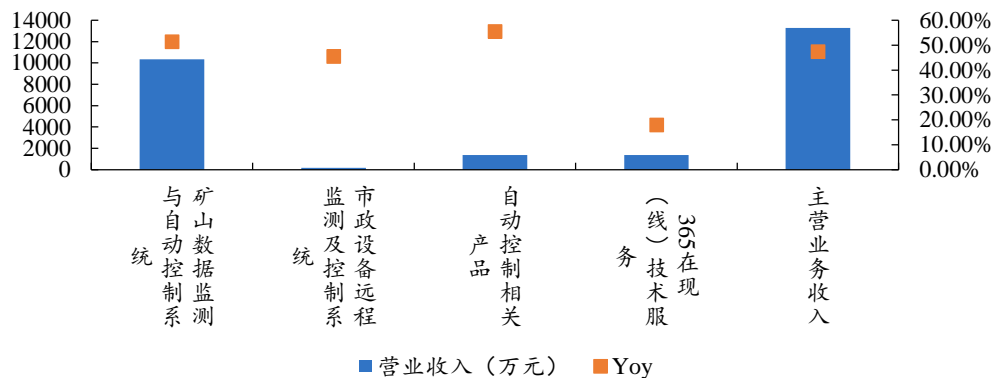 14000
12000
10000
8000
6000
4000
2000
0
60.00%
50.00%
40.00%
30.00%
20.00%
10.00%
0.00%
矿山数据监测
与自动控制系
统
市政设备远程
监测及控制系
统
自动控制相关
产品
365在现
（线）技术服
务
主营业务收入
营业收入（万元）
Yoy